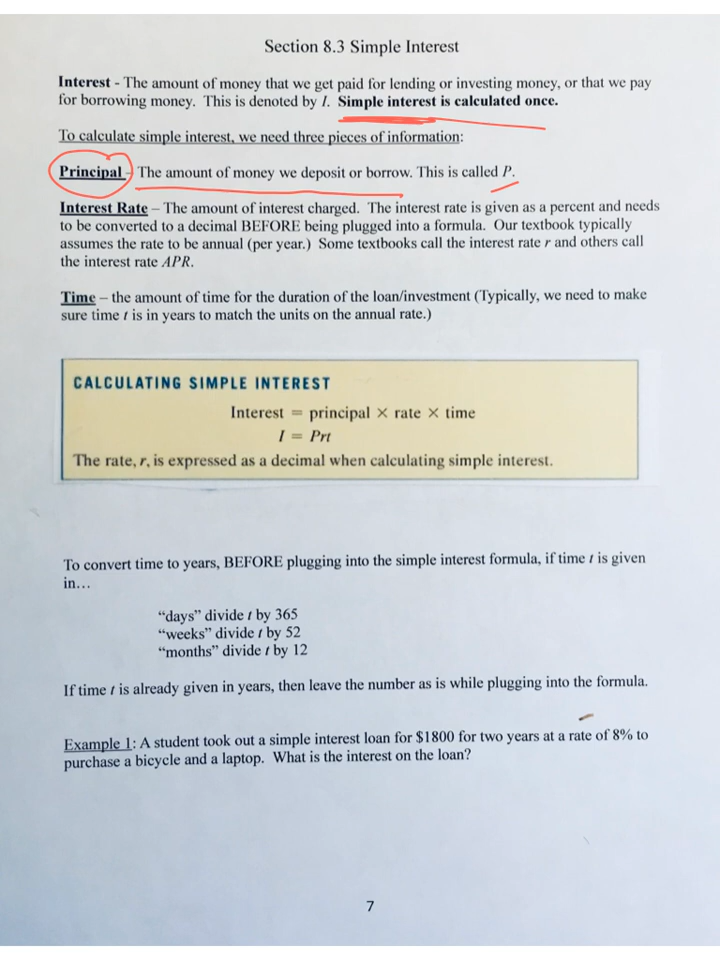 Section 8.3 Simple Interest
Interest - The amount of money that we get paid for lending or investing money, or that we pay
for borrowing money. This is denoted by I. Simple interest is calculated once.
To calculate simple interest, we need three pieces of information:
Principal – The amount of money we deposit or borrow. This is called P.
Interest Rate – The amount of interest charged. The interest rate is given as a percent and needs
to be converted to a decimal BEFORE being plugged into a formula. Our textbook typically
assumes the rate to be annual (per year.) Some textbooks call the interest rate r and others call
the interest rate APR.
Time – the amount of time for the duration of the loan/investment (Typically, we need to make
sure time t is in years to match the units on the annual rate.)
CALCULATING SIMPLE INTEREST
Interest = principal × rate × time
I = Prt
The rate, r, is expressed as a decimal when calculating simple interest.
To convert time to years, BEFORE plugging into the simple interest formula, if time t is given
in…
“days” divide t by 365
“weeks” divide t by 52
“months” divide t by 12
If time t is already given in years, then leave the number as is while plugging into the formula.
Example 1: A student took out a simple interest loan for $1800 for two years at a rate of 8% to
purchase a bicycle and a laptop. What is the interest on the loan?
7